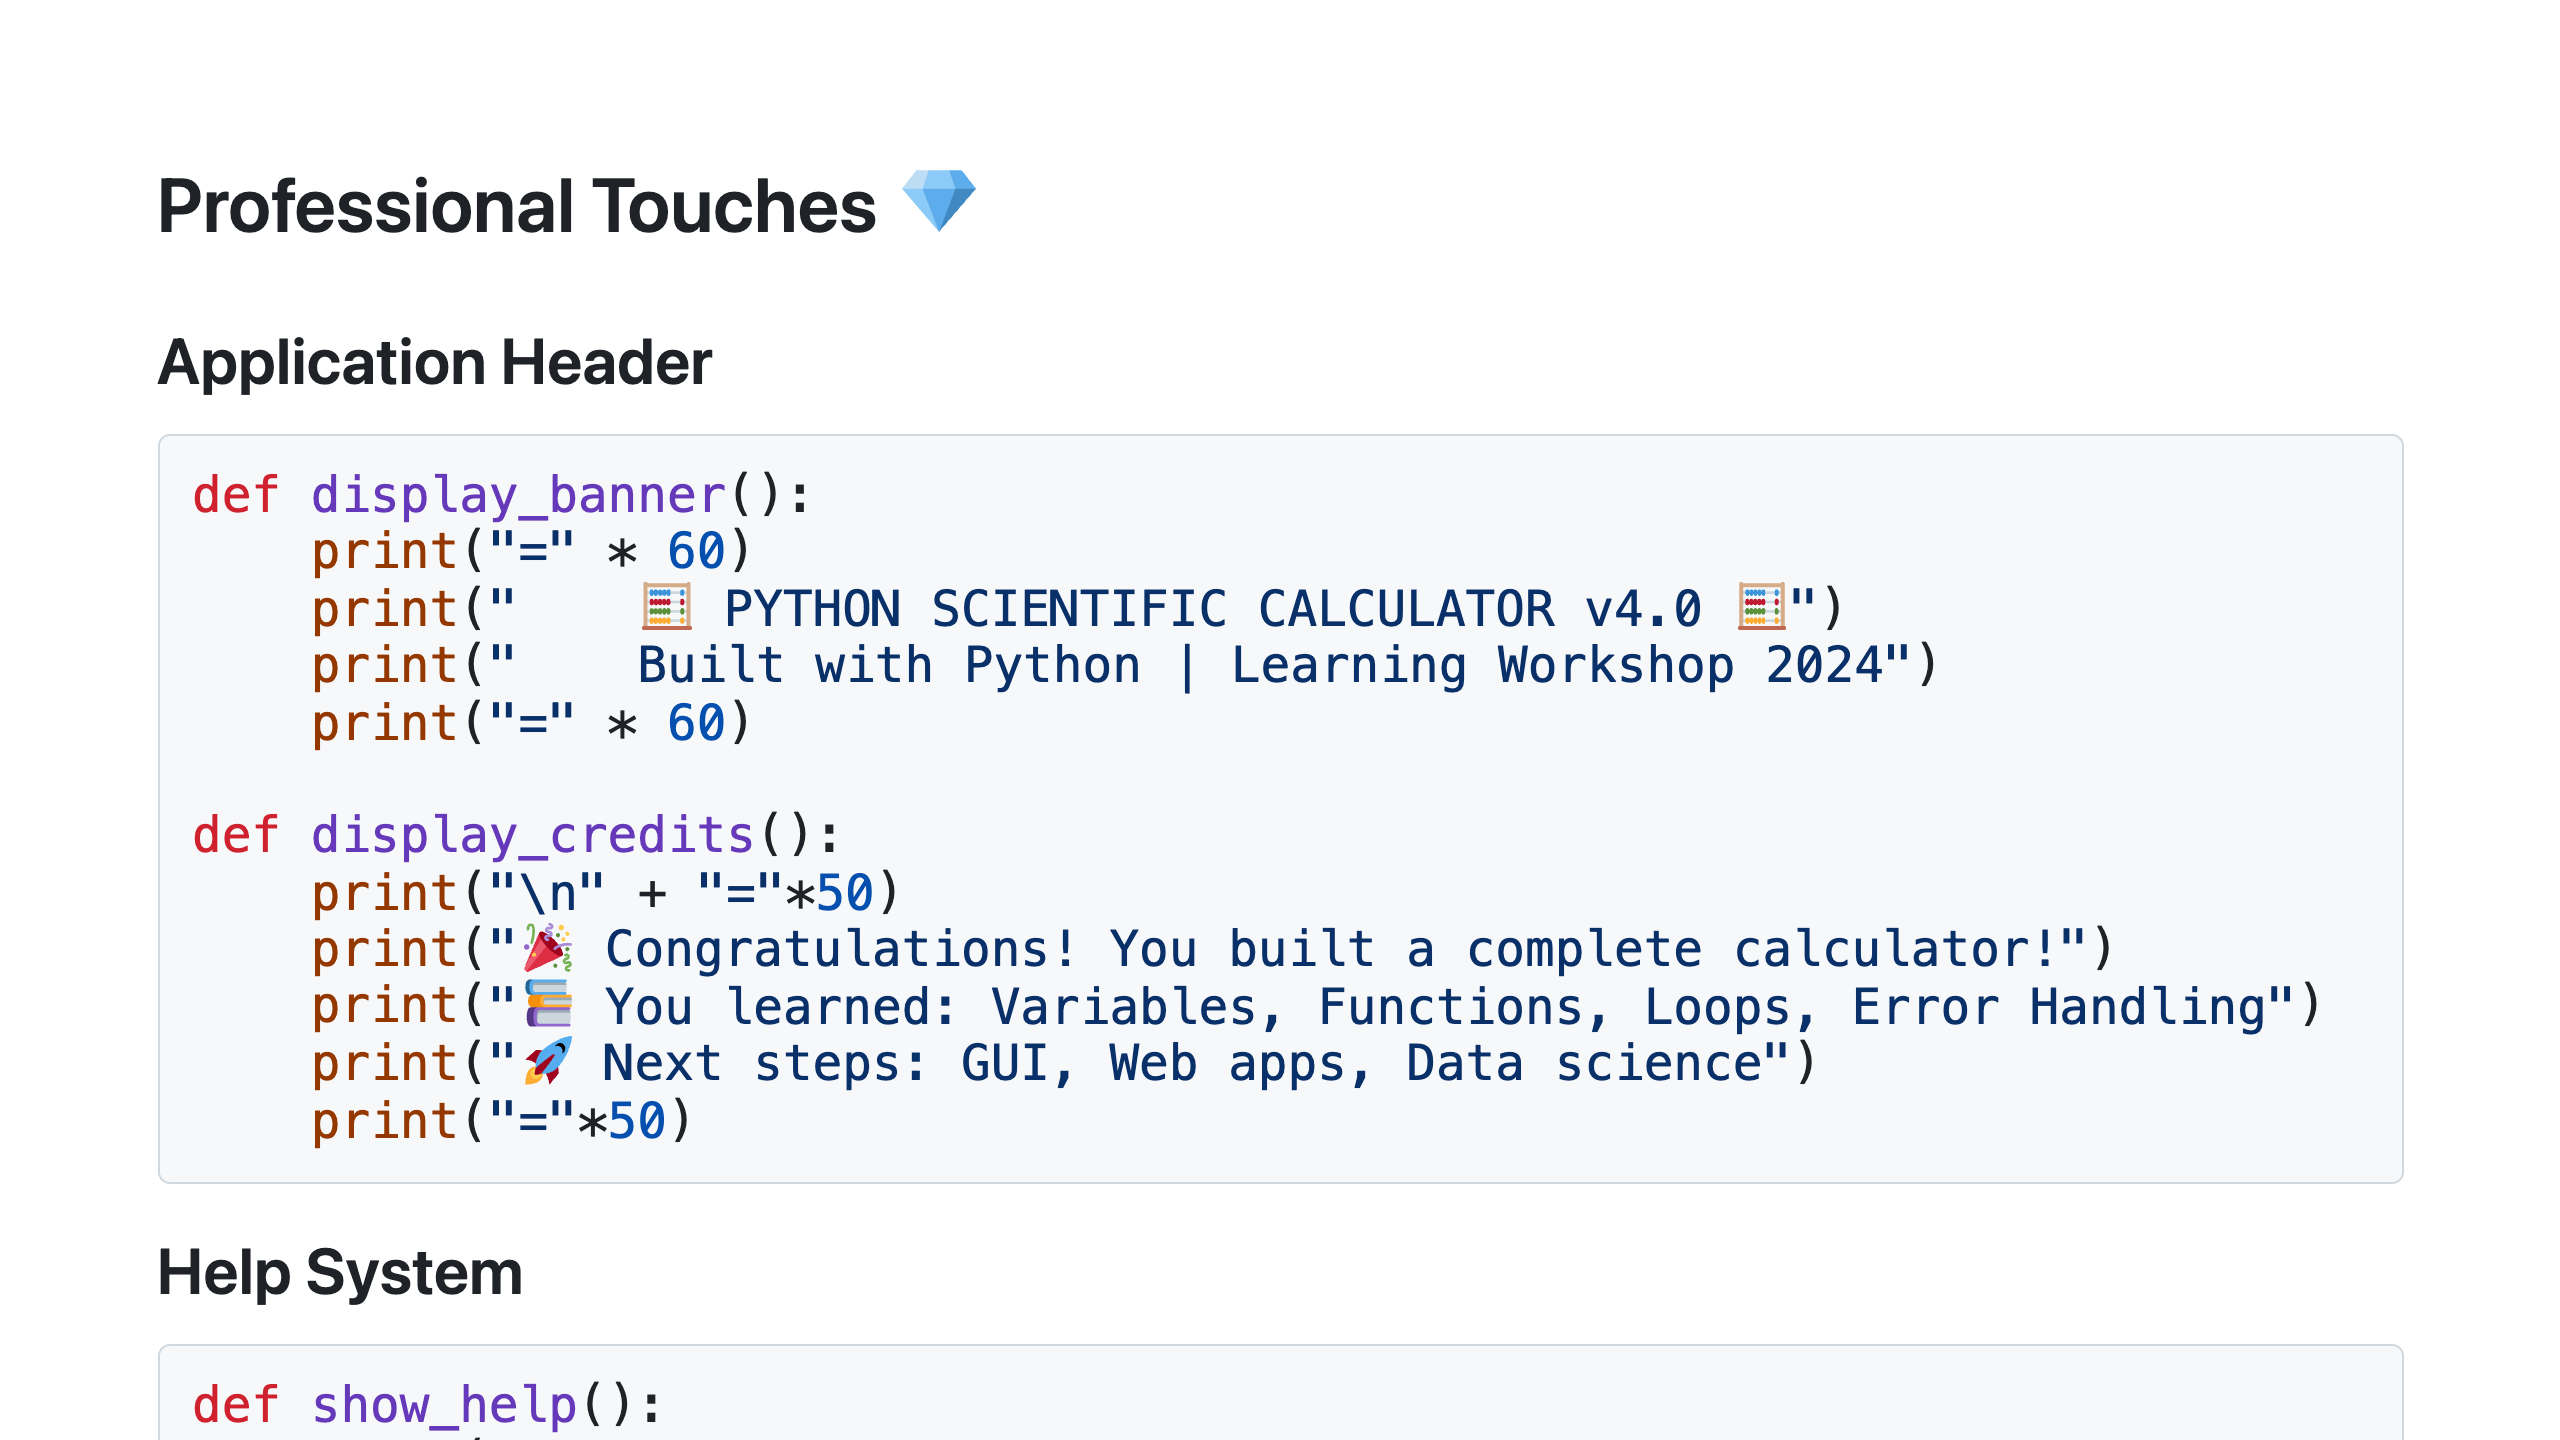 Professional Touches 💎
Application Header
def display_banner():
    print("=" * 60)
    print("    🧮 PYTHON SCIENTIFIC CALCULATOR v4.0 🧮")
    print("    Built with Python | Learning Workshop 2024")
    print("=" * 60)

def display_credits():
    print("\n" + "="*50)
    print("🎉 Congratulations! You built a complete calculator!")
    print("📚 You learned: Variables, Functions, Loops, Error Handling")
    print("🚀 Next steps: GUI, Web apps, Data science")
    print("="*50)
Help System
def show_help():